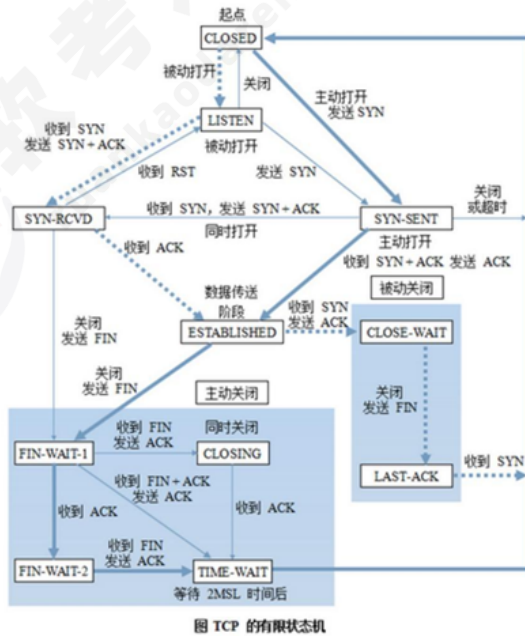 起点
CLOSED
被动打开
关闭
主动打开
发送 SYN
LISTEN
收到 SYN
发送 SYN+ACK
被动打开
收到 RST
发送 SYN
SYN-RCVD
收到 SYN，发送 SYN+ACK
SYN-SENT
关闭
或超时
同时打开
主动打开
收到 ACK
收到 SYN+ACK 发送 ACK
数据传送
阶段
被动关闭
ESTABLISHED
收到 SYN
发送 ACK
CLOSE-WAIT
关闭
发送 FIN
关闭
发送 FIN
关闭
发送 FIN
主动关闭
收到 FIN
发送 ACK
同时关闭
FIN-WAIT-1
CLOSING
LAST-ACK
收到 SYN
收到 FIN+ACK
发送 ACK
收到 ACK
收到 ACK
收到 FIN
发送 ACK
FIN-WAIT-2
TIME-WAIT
等待 2MSL 时间后
图 TCP 的有限状态机